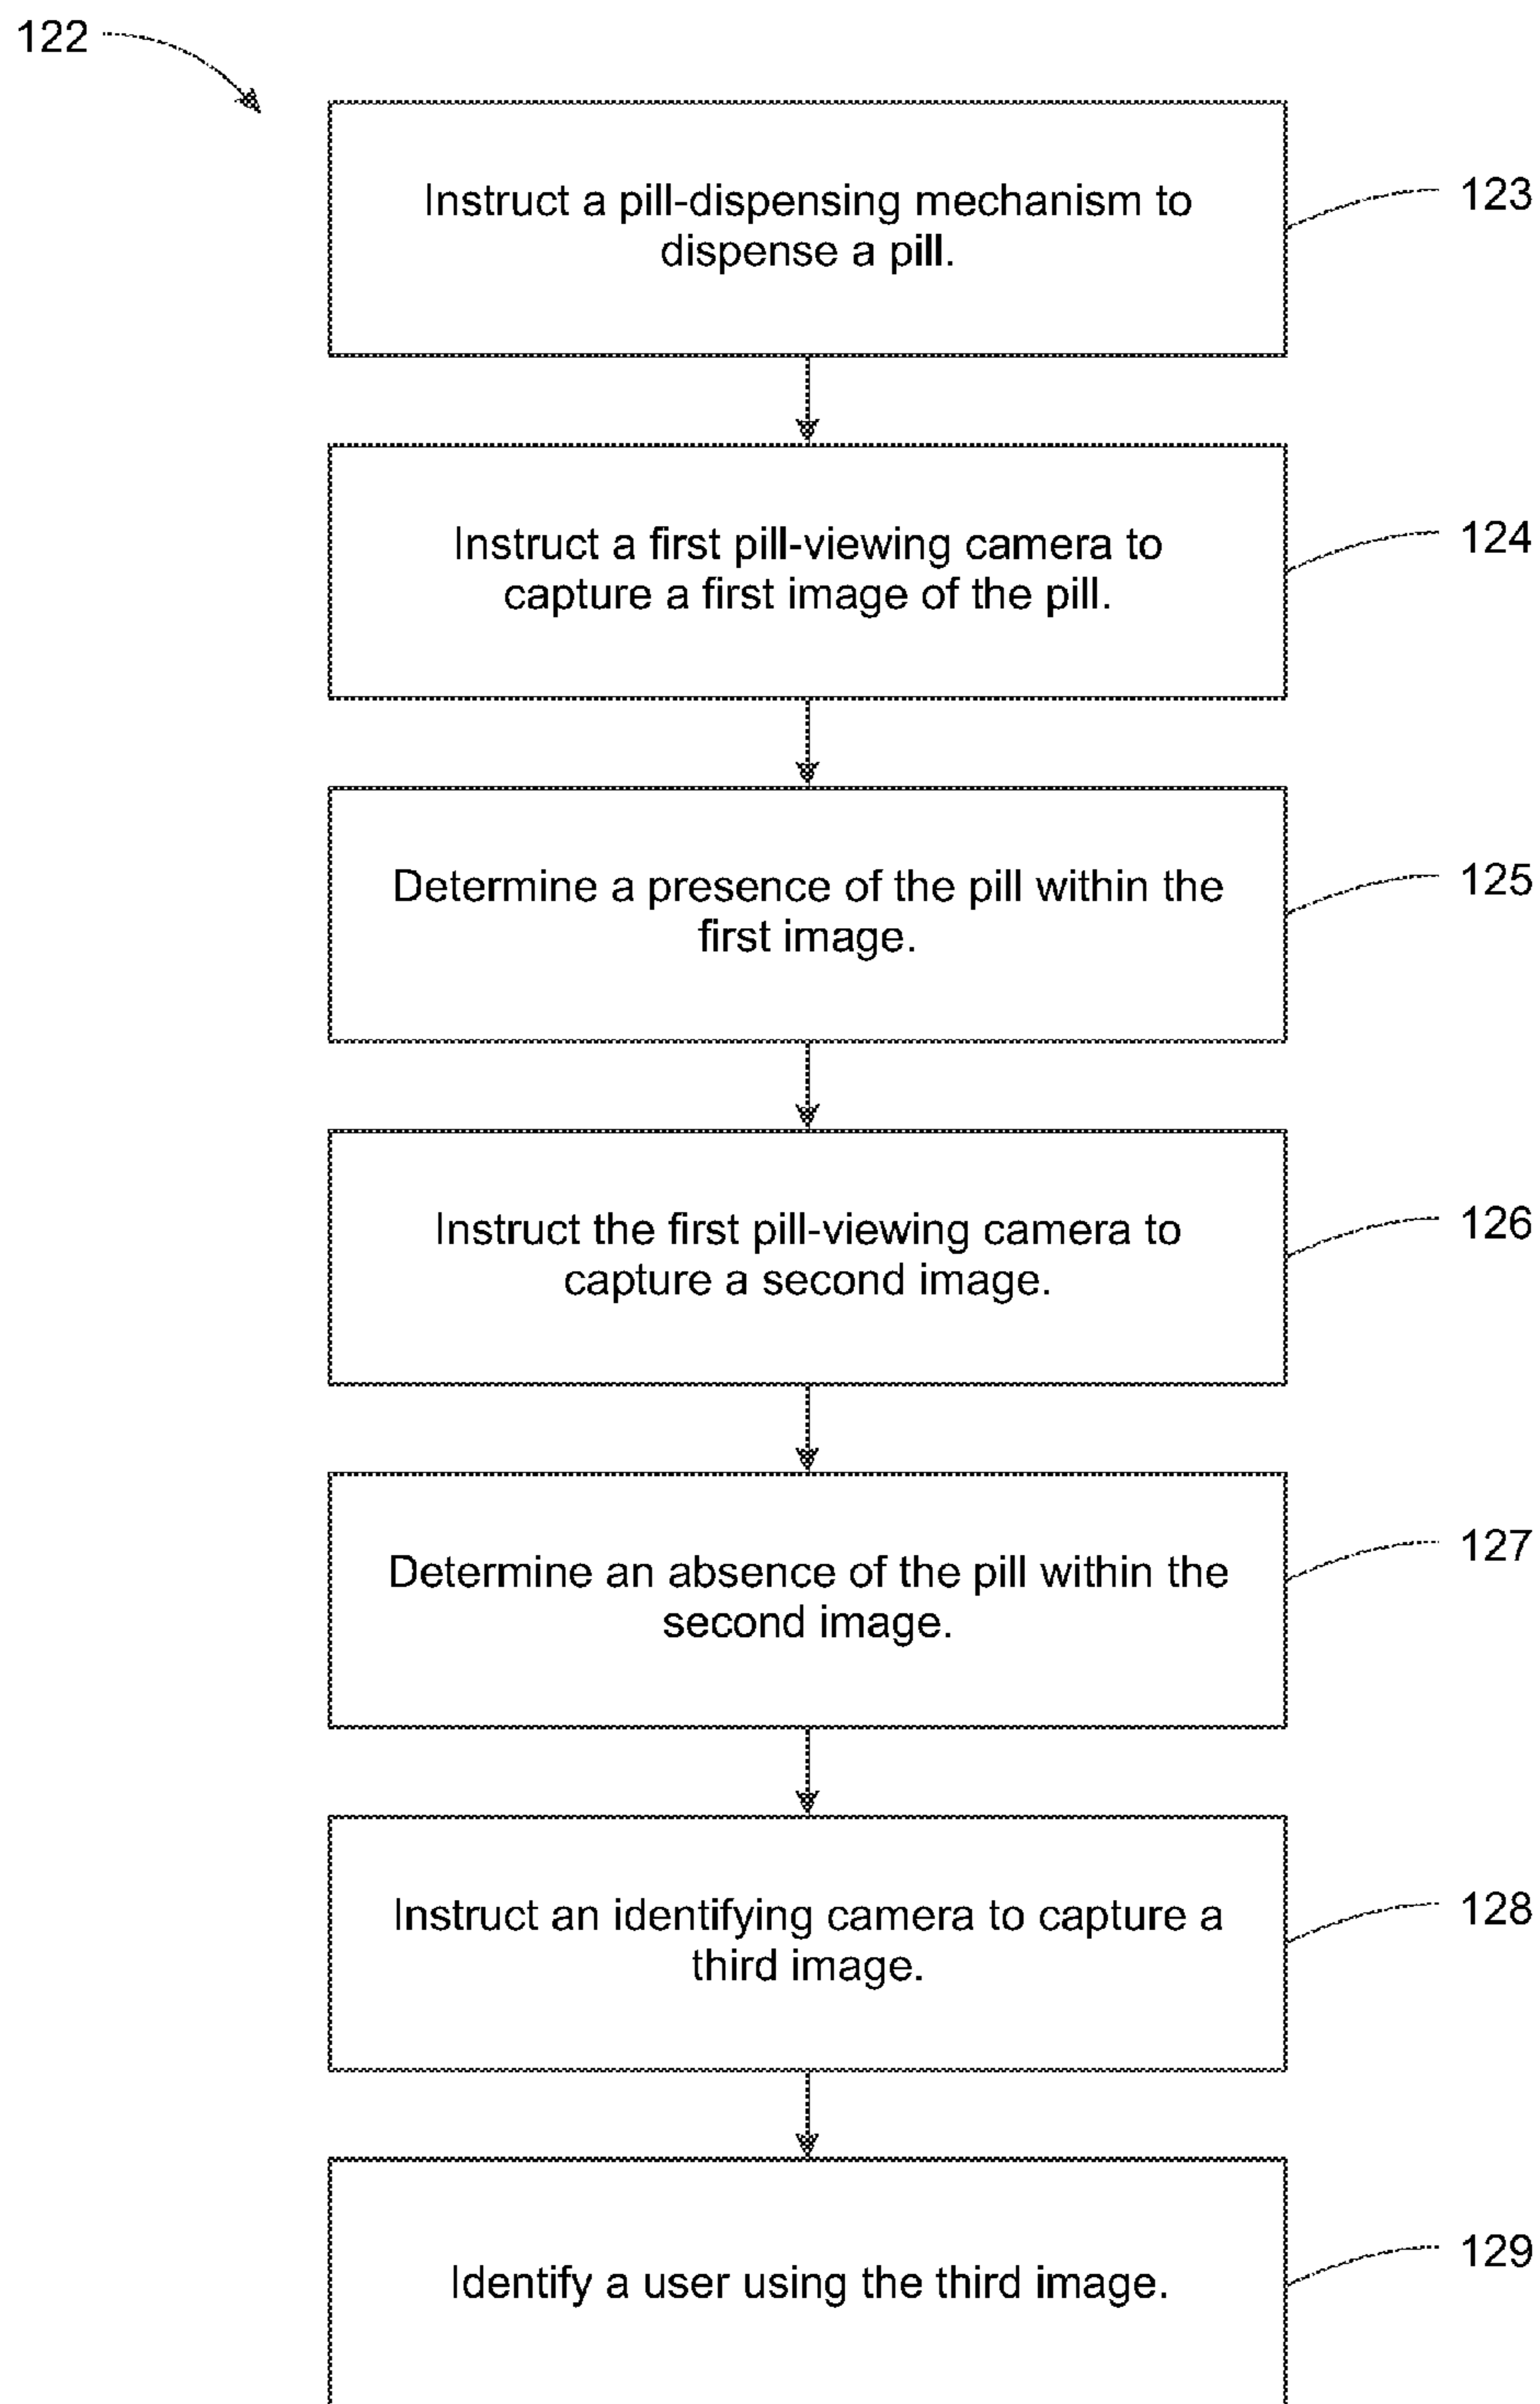 122
Instruct a pill-dispensing mechanism to
dispense a pill.
123
Instruct a first pill-viewing camera to
capture a first image of the pill.
124
Determine a presence of the pill within the
first image.
125
Instruct the first pill-viewing camera to
capture a second image.
126
Determine an absence of the pill within the
second image.
127
Instruct an identifying camera to capture a
third image.
128
Identify a user using the third image.
129